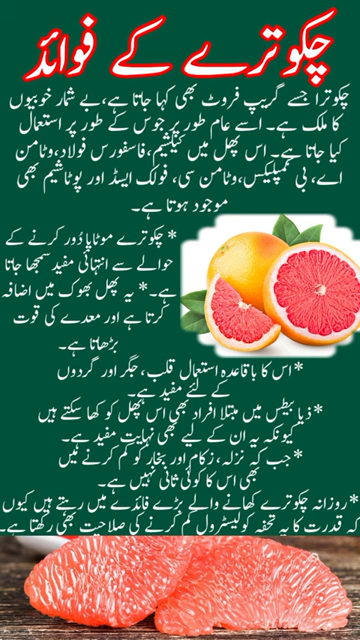 چکوترے کے فوائد
چکوترا جسے گریپ فروٹ بھی کہا جاتا ہے، بے شمار خوبیوں
کا ملک ہے۔ اسے عام طور پر جوس کے طور پر استعمال
کیا جاتا ہے۔ اس پھل میں کیلشیم، فاسفورس فولاد، وٹامن
اے، بی کمپلیکس، وٹامن سی، فولک ایسڈ اور پوٹاشیم بھی
موجود ہوتا ہے۔
* چکوترے موٹاپا دُور کرنے کے
حوالے سے انتہائی مفید سمجھا جاتا
ہے۔ * یہ پھل بھوک میں اضافہ
کرتا ہے اور معدے کی قوت
بڑھاتا ہے۔
* اس کا باقاعدہ استعمال قلب، جگر اور گردوں
کے لئے مفید ہے۔
* ذیابیطس میں مبتلا افراد بھی اس پھل کو کھا سکتے ہیں
کیونکہ یہ ان کے لیے بھی نہایت مفید ہے۔
* جب کہ نزلہ، زکام اور بخار کو کم کرنے میں
بھی اس کا کوئی ثانی نہیں ہے۔
* روزانہ چکوترے کھانے والے بڑے فائدے میں رہتے ہیں کیوں
کہ قدرت کا یہ تحفہ کولیسٹرول کم کرنے کی صلاحیت بھی رکھتا ہے۔